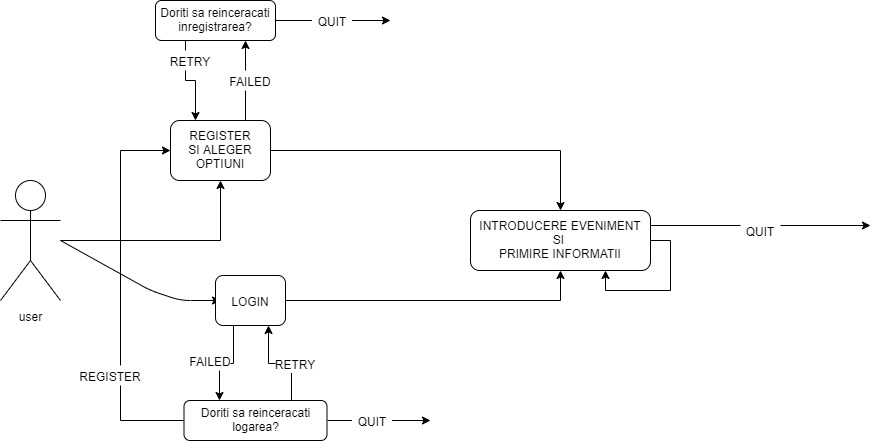 Doriti sa reinceracati
inregistrarea?
QUIT
RETRY
FAILED
REGISTER
SI ALEGER
OPTIUNI
INTRODUCERE EVENIMENT
SI
PRIMIRE INFORMATII
QUIT
user
LOGIN
FAILED
RETRY
REGISTER
Doriti sa reinceracati
logarea?
QUIT